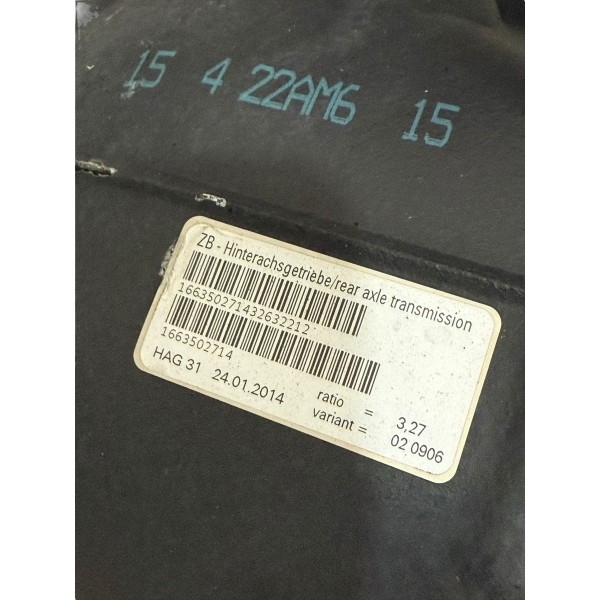 15 4 22AM6 15
ZB - Hinterachsgetriebe/rear axle transmission
166350271432632212
1663502714
HAG 31 24.01.2014 ratio = 3,27
variant = 02 0906